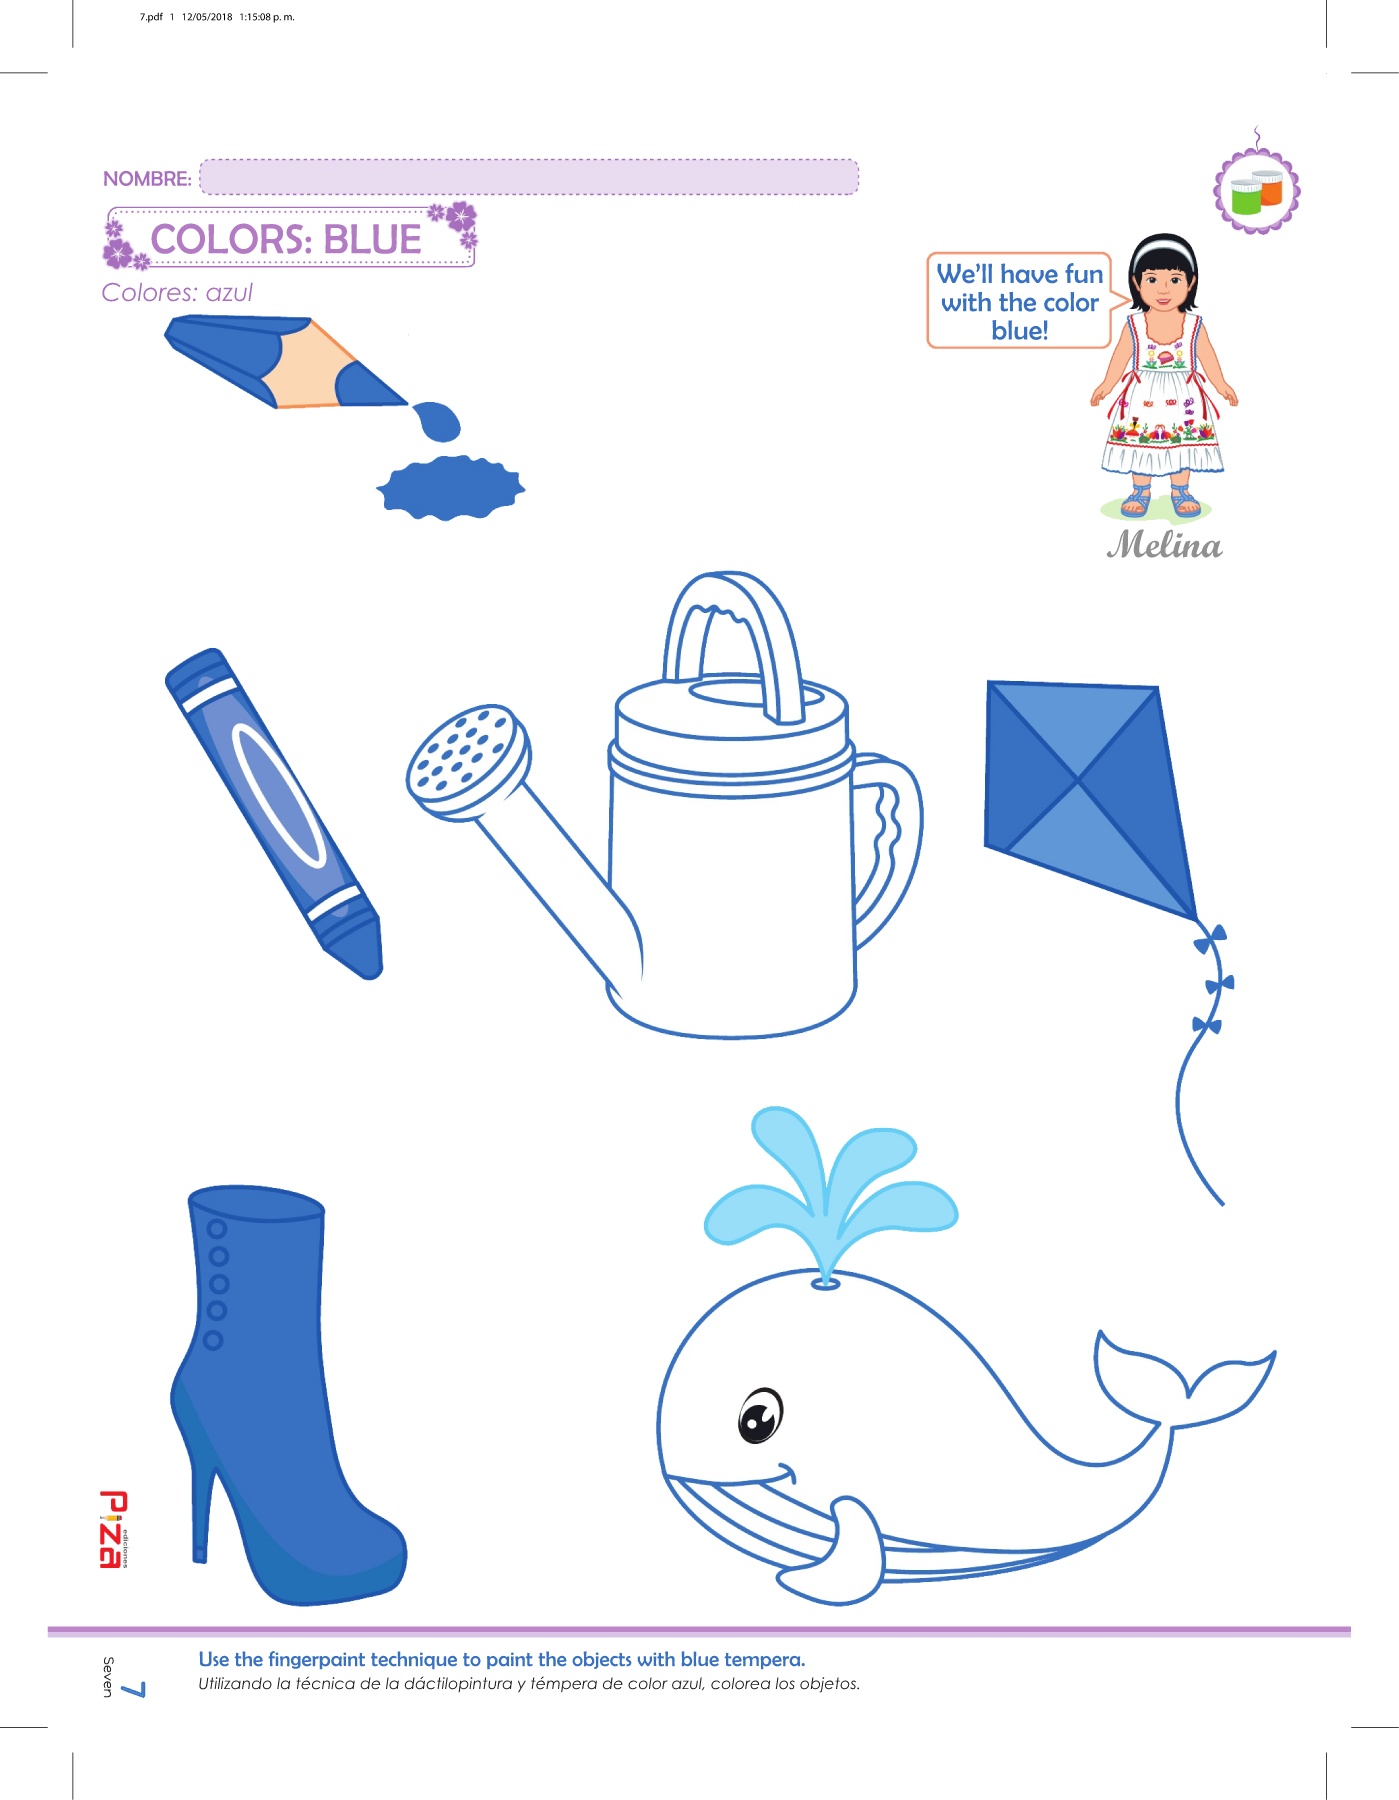 7.pdf 1 12/05/2018 1:15:08 p. m.
NOMBRE:
COLORS: BLUE
Colores: azul
We'll have fun
with the color
blue!
Melina
Piza
ediciones
Use the fingerpaint technique to paint the objects with blue tempera.
Utilizando la técnica de la dáctilopintura y témpera de color azul, colorea los objetos.
7
Seven